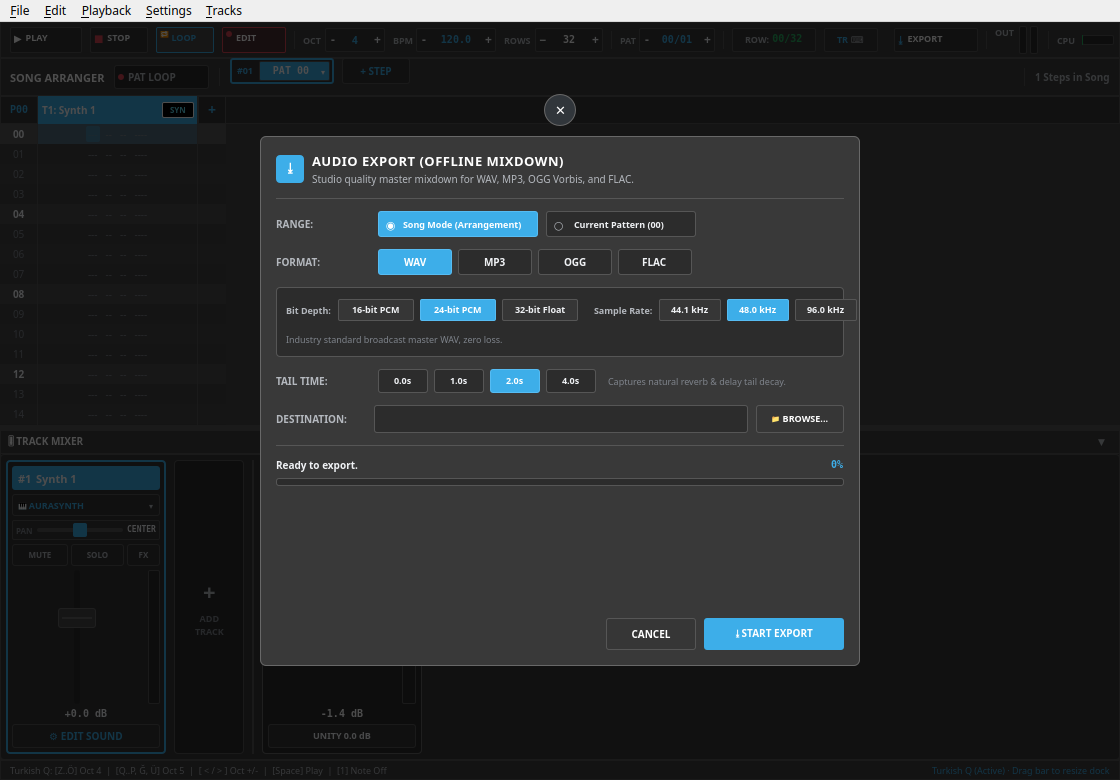 File Edit Playback Settings Tracks
▶ PLAY STOP LOOP EDIT OCT - 4 + BPM - 120.0 + ROWS − 32 + PAT - 00/01 + ROW: 00/32 TR EXPORT OUT CPU
SONG ARRANGER PAT LOOP #01 PAT 00 ▾ + STEP 1 Steps in Song
P00 T1: Synth 1 SYN +
00
01
02
03
04
05
06
07
08
09
10
11
12
13
14
×
AUDIO EXPORT (OFFLINE MIXDOWN)
Studio quality master mixdown for WAV, MP3, OGG Vorbis, and FLAC.
RANGE: ◉ Song Mode (Arrangement) ○ Current Pattern (00)
FORMAT: WAV MP3 OGG FLAC
Bit Depth: 16-bit PCM 24-bit PCM 32-bit Float Sample Rate: 44.1 kHz 48.0 kHz 96.0 kHz
Industry standard broadcast master WAV, zero loss.
TAIL TIME: 0.0s 1.0s 2.0s 4.0s Captures natural reverb & delay tail decay.
DESTINATION: BROWSE...
Ready to export. 0%
CANCEL START EXPORT
TRACK MIXER ▼
#1 Synth 1
AURASYNTH ▾
PAN CENTER
MUTE SOLO FX
+
ADD
TRACK
+0.0 dB -1.4 dB
EDIT SOUND UNITY 0.0 dB
Turkish Q: [Z..Ö] Oct 4 | [Q..P, Ğ, Ü] Oct 5 | [ < / > ] Oct +/- | [Space] Play | [1] Note Off Turkish Q (Active) · Drag bar to resize dock